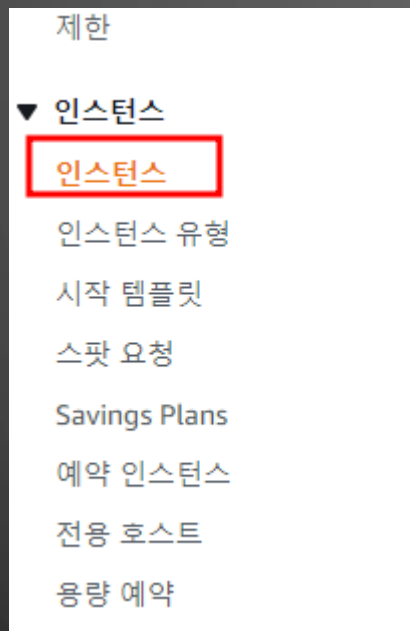 제한
▼ 인스턴스
인스턴스
인스턴스 유형
시작 템플릿
스팟 요청
Savings Plans
예약 인스턴스
전용 호스트
용량 예약